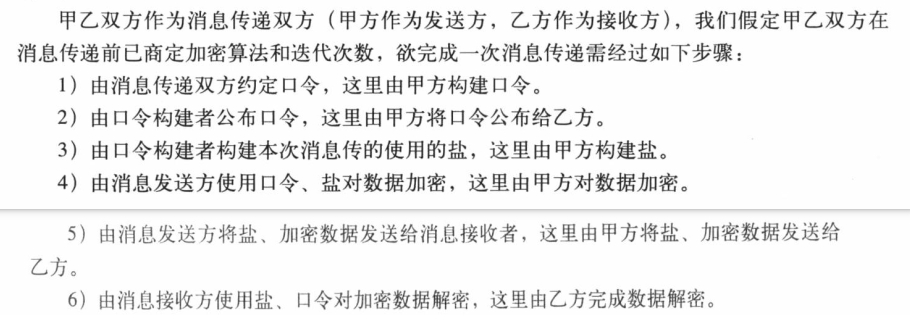 甲乙双方作为消息传递双方（甲方作为发送方，乙方作为接收方），我们假定甲乙双方在
消息传递前已商定加密算法和迭代次数，欲完成一次消息传递需经过如下步骤：
1）由消息传递双方约定口令，这里由甲方构建口令。
2）由口令构建者公布口令，这里由甲方将口令公布给乙方。
3）由口令构建者构建本次消息传的使用的盐，这里由甲方构建盐。
4）由消息发送方使用口令、盐对数据加密，这里由甲方对数据加密。
5）由消息发送方将盐、加密数据发送给消息接收者，这里由甲方将盐、加密数据发送给
乙方。
6）由消息接收方使用盐、口令对加密数据解密，这里由乙方完成数据解密。